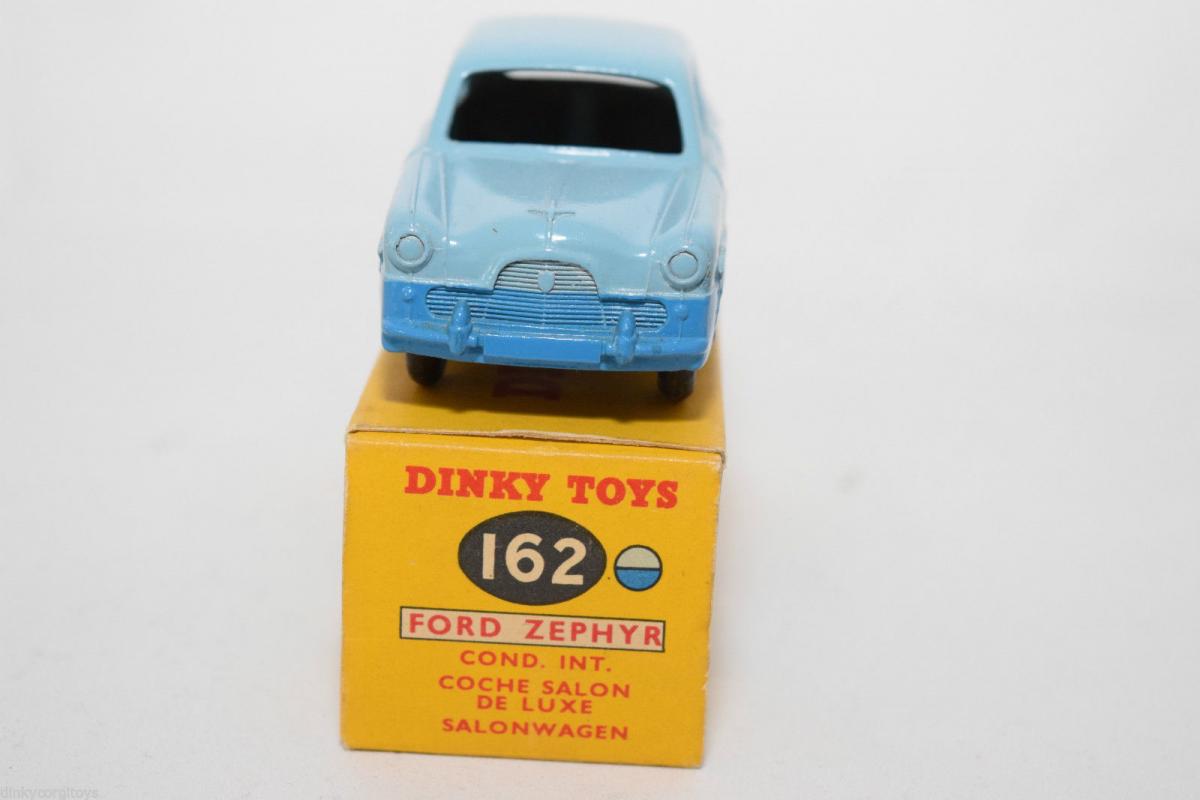 DINKY TOYS
162
FORD ZEPHYR
COND. INT.
COCHE SALON
DE LUXE
SALONWAGEN
dinkycorgitoys